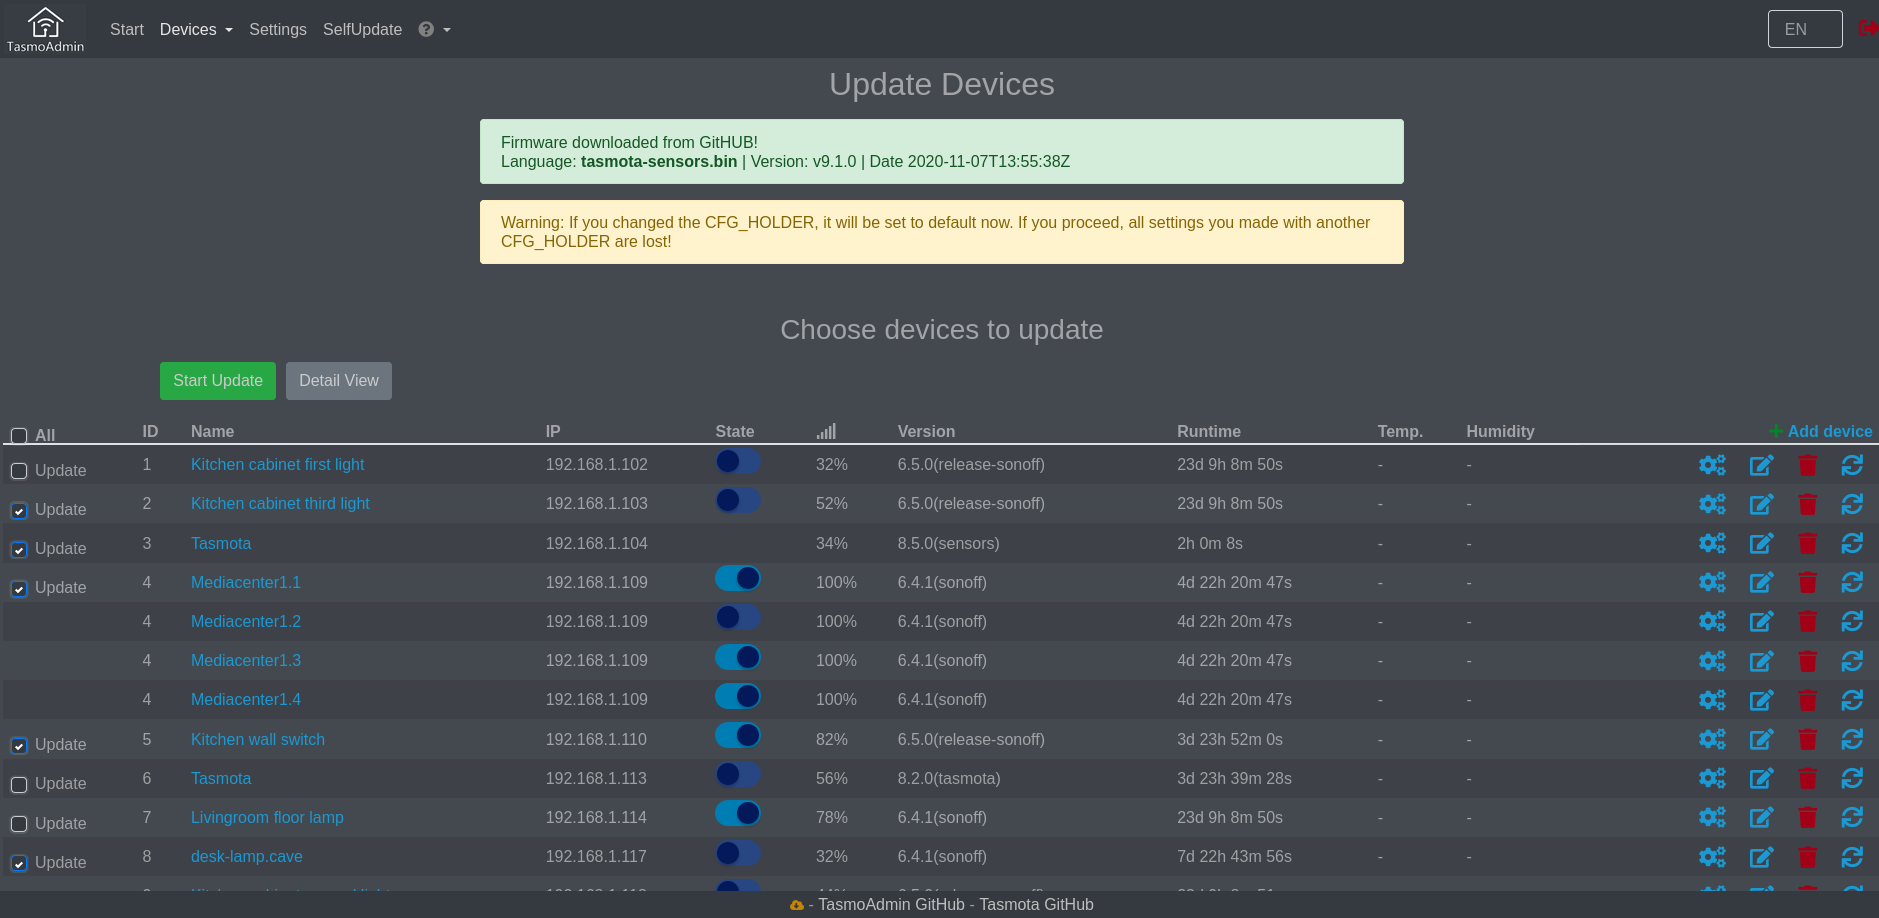 TasmoAdmin
Start Devices Settings SelfUpdate EN
Update Devices
Firmware downloaded from GitHUB!
Language: tasmota-sensors.bin | Version: v9.1.0 | Date 2020-11-07T13:55:38Z
Warning: If you changed the CFG_HOLDER, it will be set to default now. If you proceed, all settings you made with another
CFG_HOLDER are lost!
Choose devices to update
Start Update Detail View
All ID Name IP State Version Runtime Temp. Humidity Add device
Update 1 Kitchen cabinet first light 192.168.1.102 32% 6.5.0(release-sonoff) 23d 9h 8m 50s - -
Update 2 Kitchen cabinet third light 192.168.1.103 52% 6.5.0(release-sonoff) 23d 9h 8m 50s - -
Update 3 Tasmota 192.168.1.104 34% 8.5.0(sensors) 2h 0m 8s - -
Update 4 Mediacenter1.1 192.168.1.109 100% 6.4.1(sonoff) 4d 22h 20m 47s - -
4 Mediacenter1.2 192.168.1.109 100% 6.4.1(sonoff) 4d 22h 20m 47s - -
4 Mediacenter1.3 192.168.1.109 100% 6.4.1(sonoff) 4d 22h 20m 47s - -
4 Mediacenter1.4 192.168.1.109 100% 6.4.1(sonoff) 4d 22h 20m 47s - -
Update 5 Kitchen wall switch 192.168.1.110 82% 6.5.0(release-sonoff) 3d 23h 52m 0s - -
Update 6 Tasmota 192.168.1.113 56% 8.2.0(tasmota) 3d 23h 39m 28s - -
Update 7 Livingroom floor lamp 192.168.1.114 78% 6.4.1(sonoff) 23d 9h 8m 50s - -
Update 8 desk-lamp.cave 192.168.1.117 32% 6.4.1(sonoff) 7d 22h 43m 56s - -
- TasmoAdmin GitHub - Tasmota GitHub